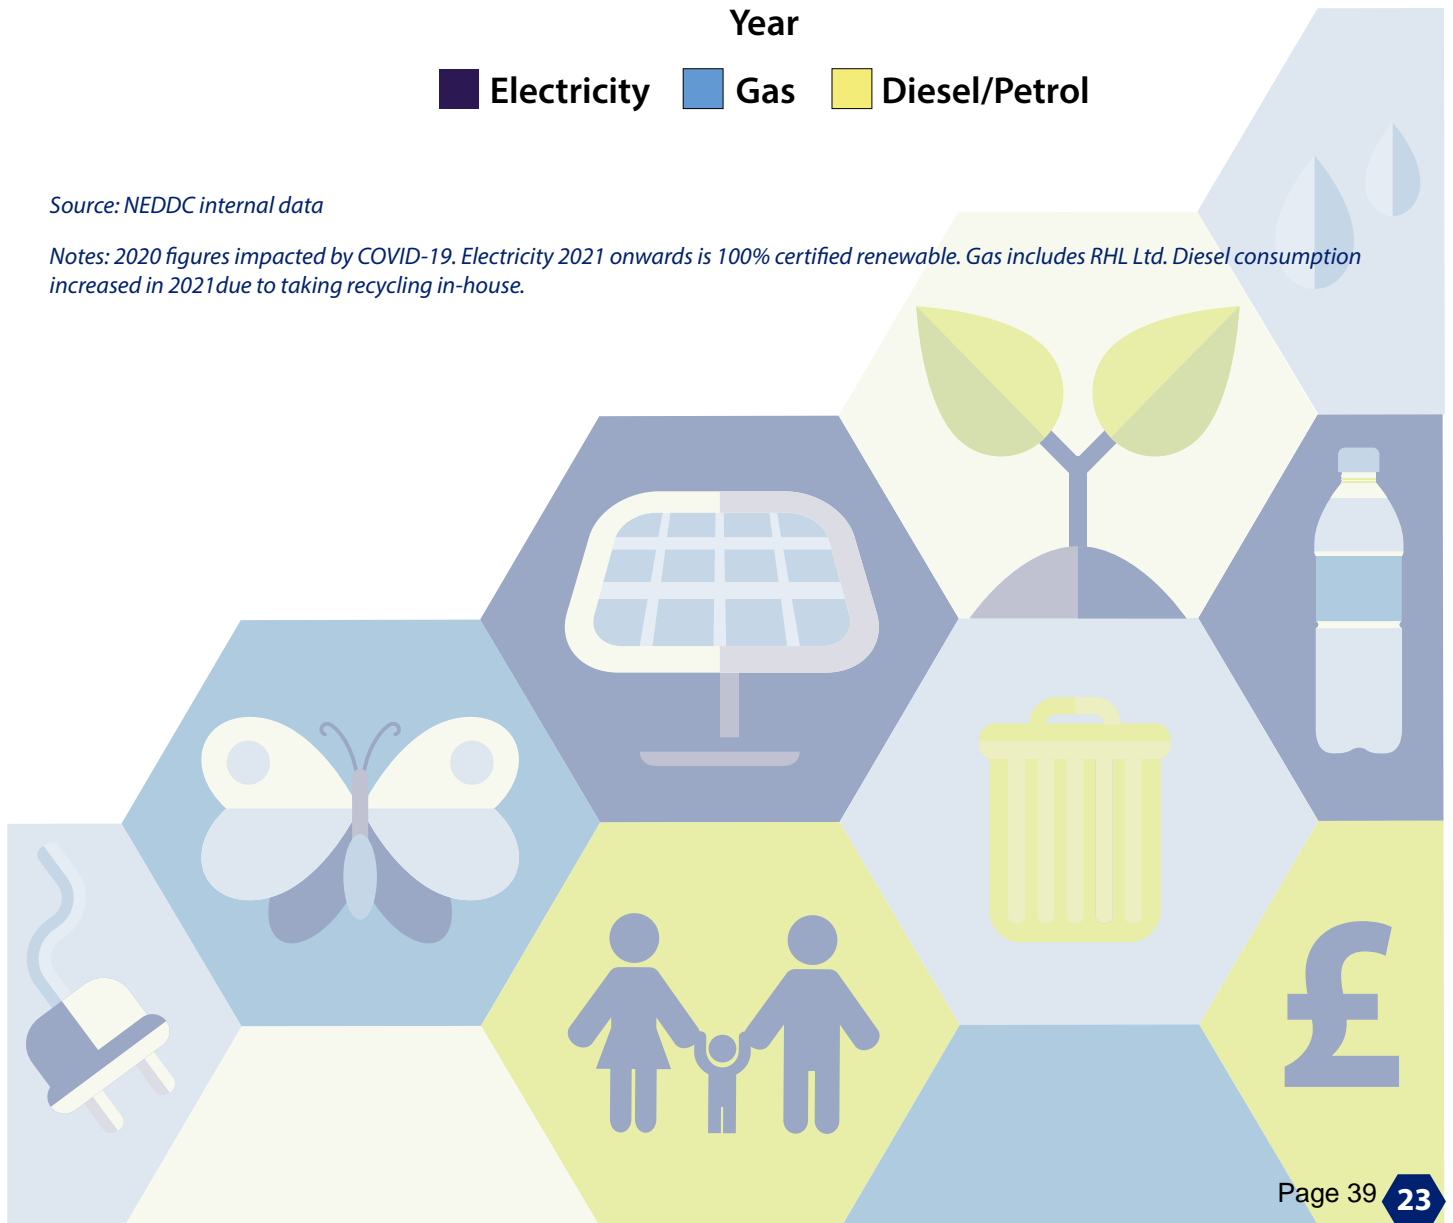 Year
Electricity Gas Diesel/Petrol
Source: NEDDC internal data
Notes: 2020 figures impacted by COVID-19. Electricity 2021 onwards is 100% certified renewable. Gas includes RHL Ltd. Diesel consumption
increased in 2021due to taking recycling in-house.
£
Page 39 23